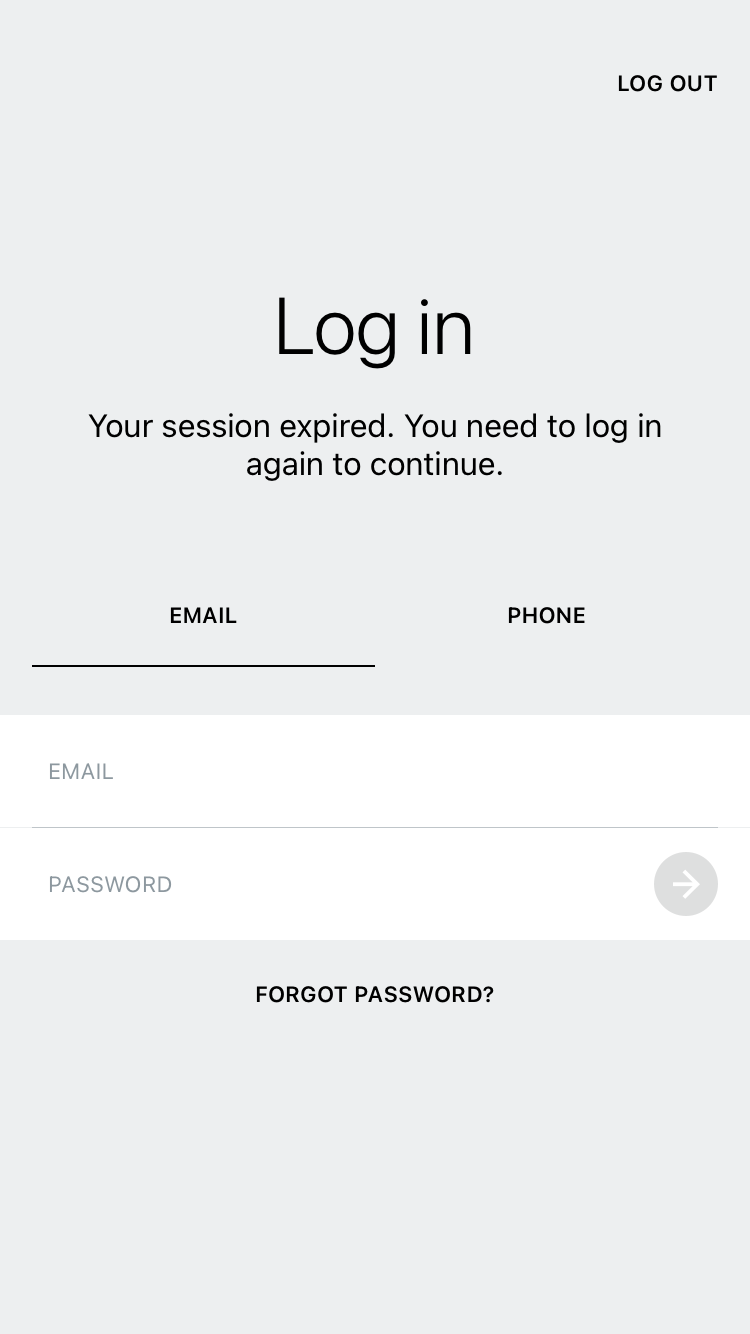 LOG OUT
Log in
Your session expired. You need to log in
again to continue.
EMAIL
PHONE
EMAIL
PASSWORD
FORGOT PASSWORD?